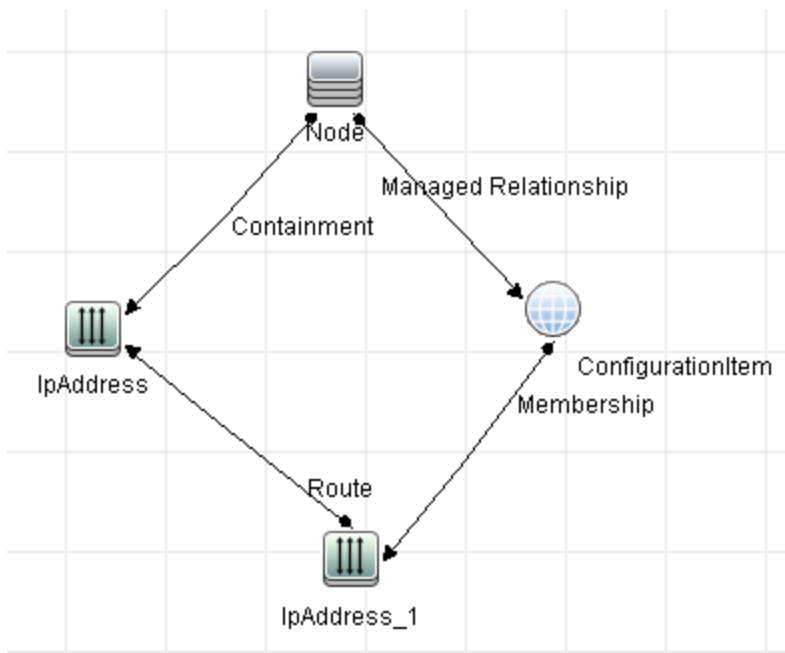 Node
Managed Relationship
Containment
ConfigurationItem
IpAddress
Membership
Route
IpAddress_1